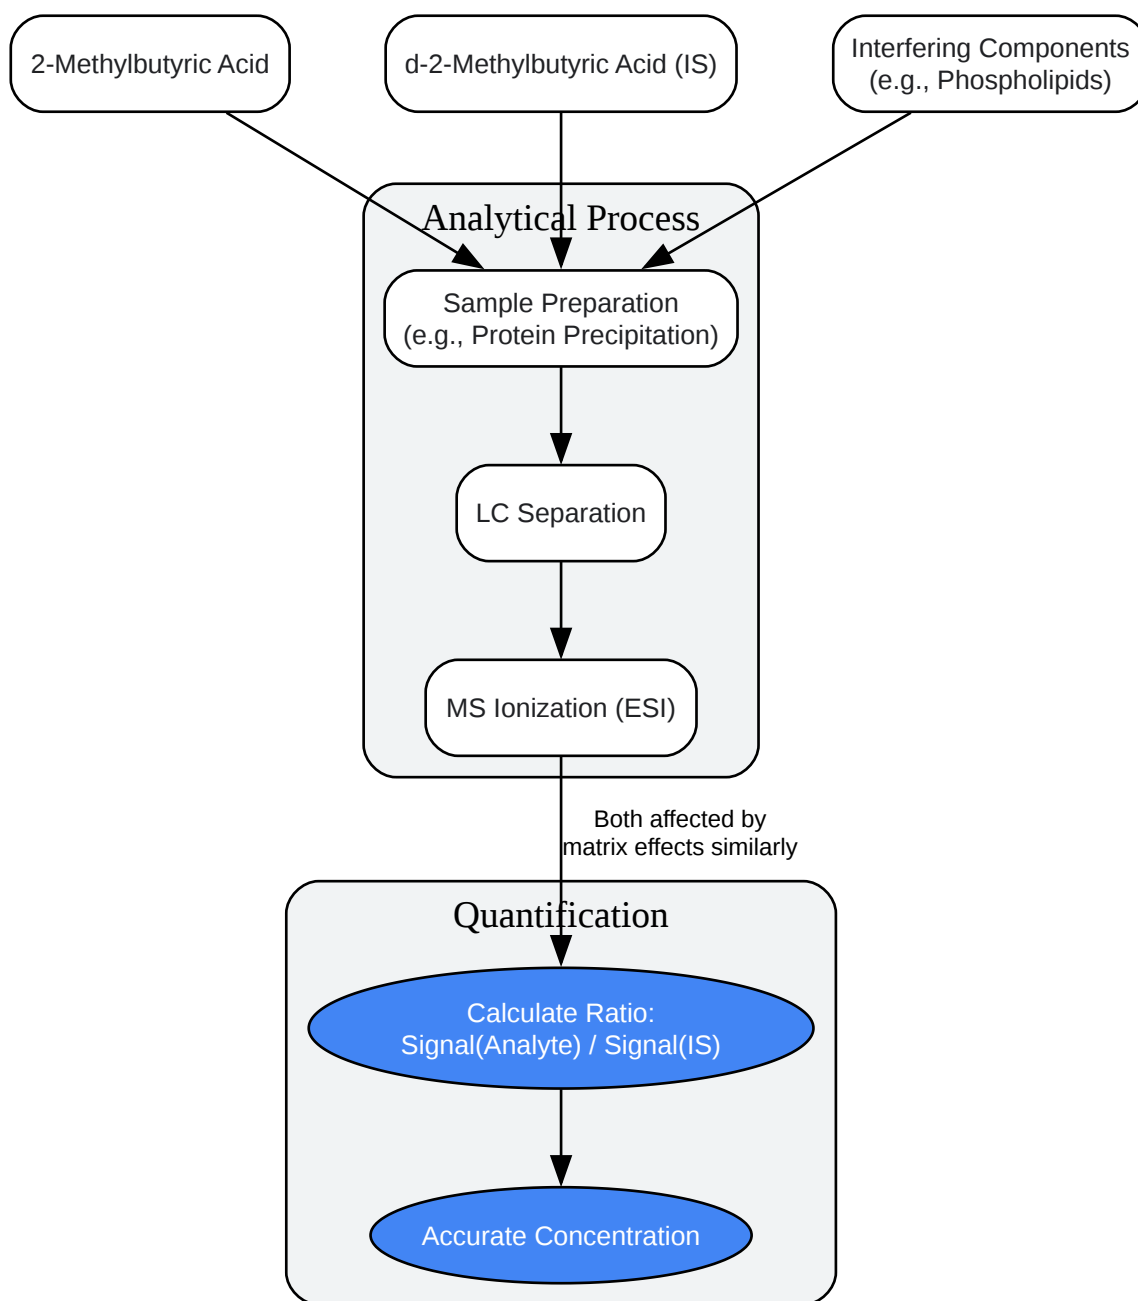 2-Methylbutyric Acid
d-2-Methylbutyric Acid (IS)
Interfering Components
(e.g., Phospholipids)
Analytical Process
Sample Preparation
(e.g., Protein Precipitation)
LC Separation
MS Ionization (ESI)
Both affected by
matrix effects similarly
Quantification
Calculate Ratio:
Signal(Analyte) / Signal(IS)
Accurate Concentration